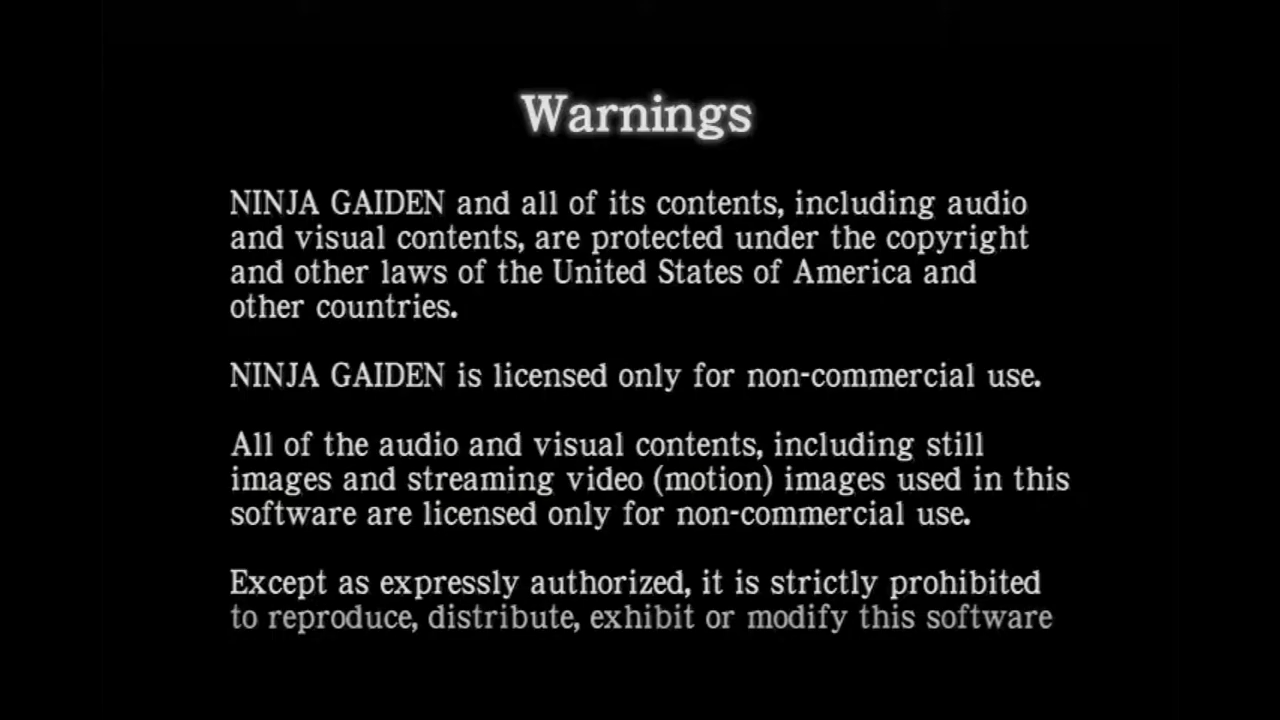 Warnings
NINJA GAIDEN and all of its contents, including audio
and visual contents, are protected under the copyright
and other laws of the United States of America and
other countries.
NINJA GAIDEN is licensed only for non-commercial use.
All of the audio and visual contents, including still
images and streaming video (motion) images used in this
software are licensed only for non-commercial use.
Except as expressly authorized, it is strictly prohibited
to reproduce, distribute, exhibit or modify this software